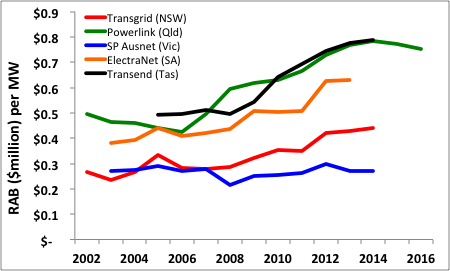 $0.9
$0.8
$0.7
$0.6
$0.5
$0.4
$0.3
$0.2
$0.1
$-
RAB ($million) per MW
Transgrid (NSW)
Powerlink (Qld)
SP Ausnet (Vic)
ElectraNet (SA)
Transend (Tas)
2002 2004 2006 2008 2010 2012 2014 2016